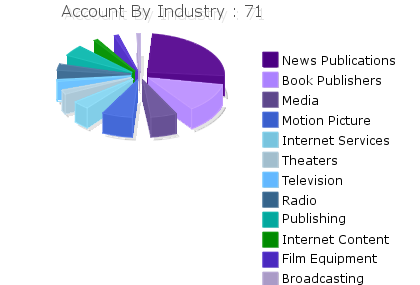 Account By Industry : 71
News Publications
Book Publishers
Media
Motion Picture
Internet Services
Theaters
Television
Radio
Publishing
Internet Content
Film Equipment
Broadcasting